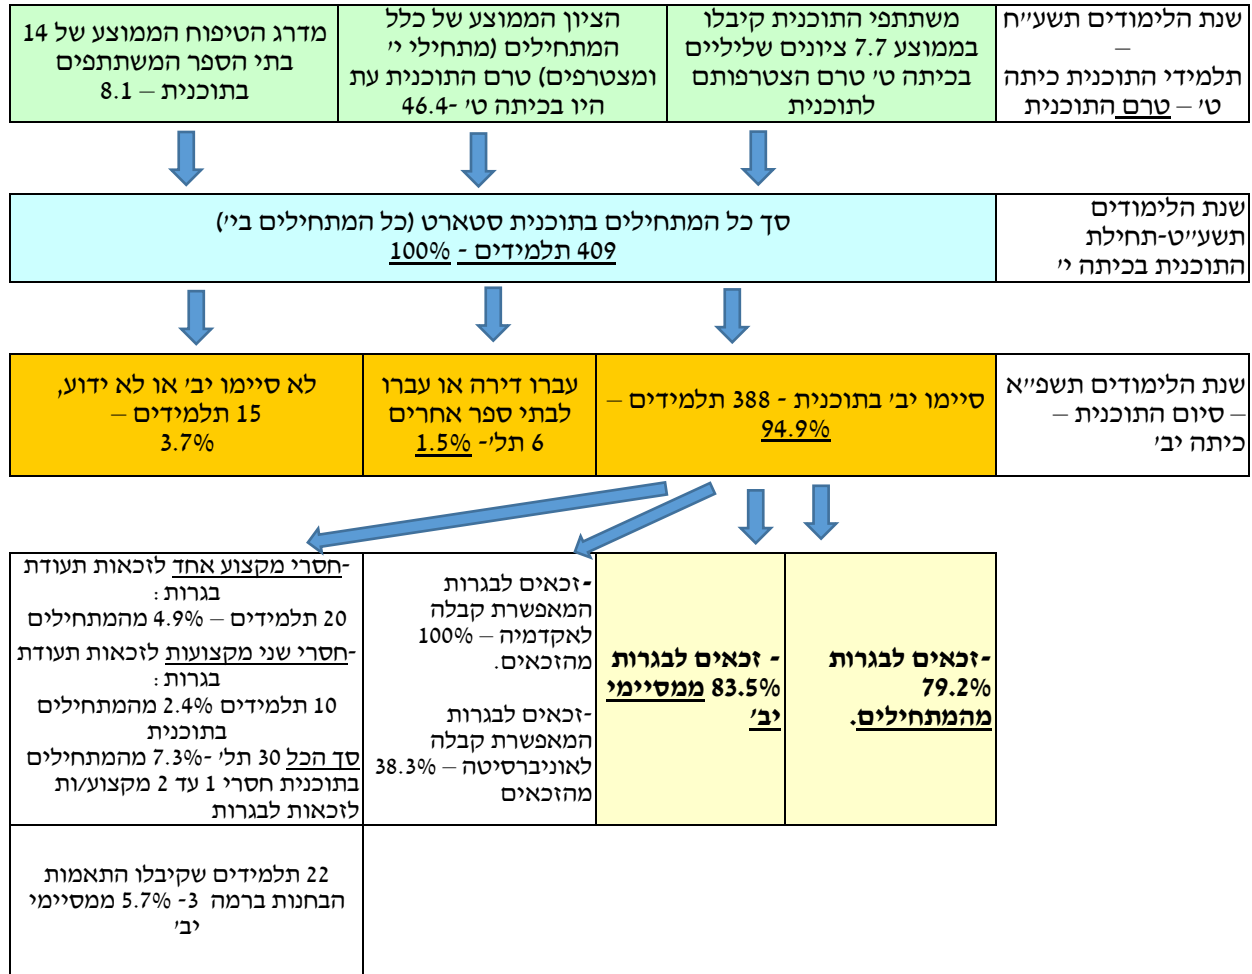 שנת הלימודים תשע״ח
–
תלמידי התוכנית כיתה
ט׳ – טרם התוכנית
משתתפי התוכנית קיבלו
בממוצע 7.7 ציונים שליליים
בכיתה ט׳ טרם הצטרפותם
לתוכנית
הציון הממוצע של כלל
המתחילים (מתחילי י׳
ומצטרפים) טרם התוכנית עת
היו בכיתה ט׳ -46.4
מדרג הטיפוח הממוצע של 14
בתי הספר המשתתפים
בתוכנית – 8.1
שנת הלימודים
תשע״ט-תחילת
התוכנית בכיתה י׳
סך כל המתחילים בתוכנית סטארט (כל המתחילים בי׳)
409 תלמידים - 100%
שנת הלימודים תשפ״א
– סיום התוכנית –
כיתה יב׳
סיימו יב׳ בתוכנית - 388 תלמידים –
94.9%
עברו דירה או עברו
לבתי ספר אחרים
6 תל׳- 1.5%
לא סיימו יב׳ או לא ידוע,
15 תלמידים –
3.7%
-זכאים לבגרות
79.2%
מהמתחילים.
- זכאים לבגרות
83.5% ממסיימי
יב׳
-זכאים לבגרות
המאפשרת קבלה
לאקדמיה – 100%
מהזכאים.
-זכאים לבגרות
המאפשרת קבלה
לאוניברסיטה – 38.3%
מהזכאים
-חסרי מקצוע אחד לזכאות תעודת
בגרות:
20 תלמידים – 4.9% מהמתחילים
-חסרי שני מקצועות לזכאות תעודת
בגרות:
10 תלמידים 2.4% מהמתחילים
בתוכנית
סך הכל 30 תל׳ -7.3% מהמתחילים
בתוכנית חסרי 1 עד 2 מקצוע/ות
לזכאות לבגרות
22 תלמידים שקיבלו התאמות
הבחנות ברמה 3- 5.7% ממסיימי
יב׳